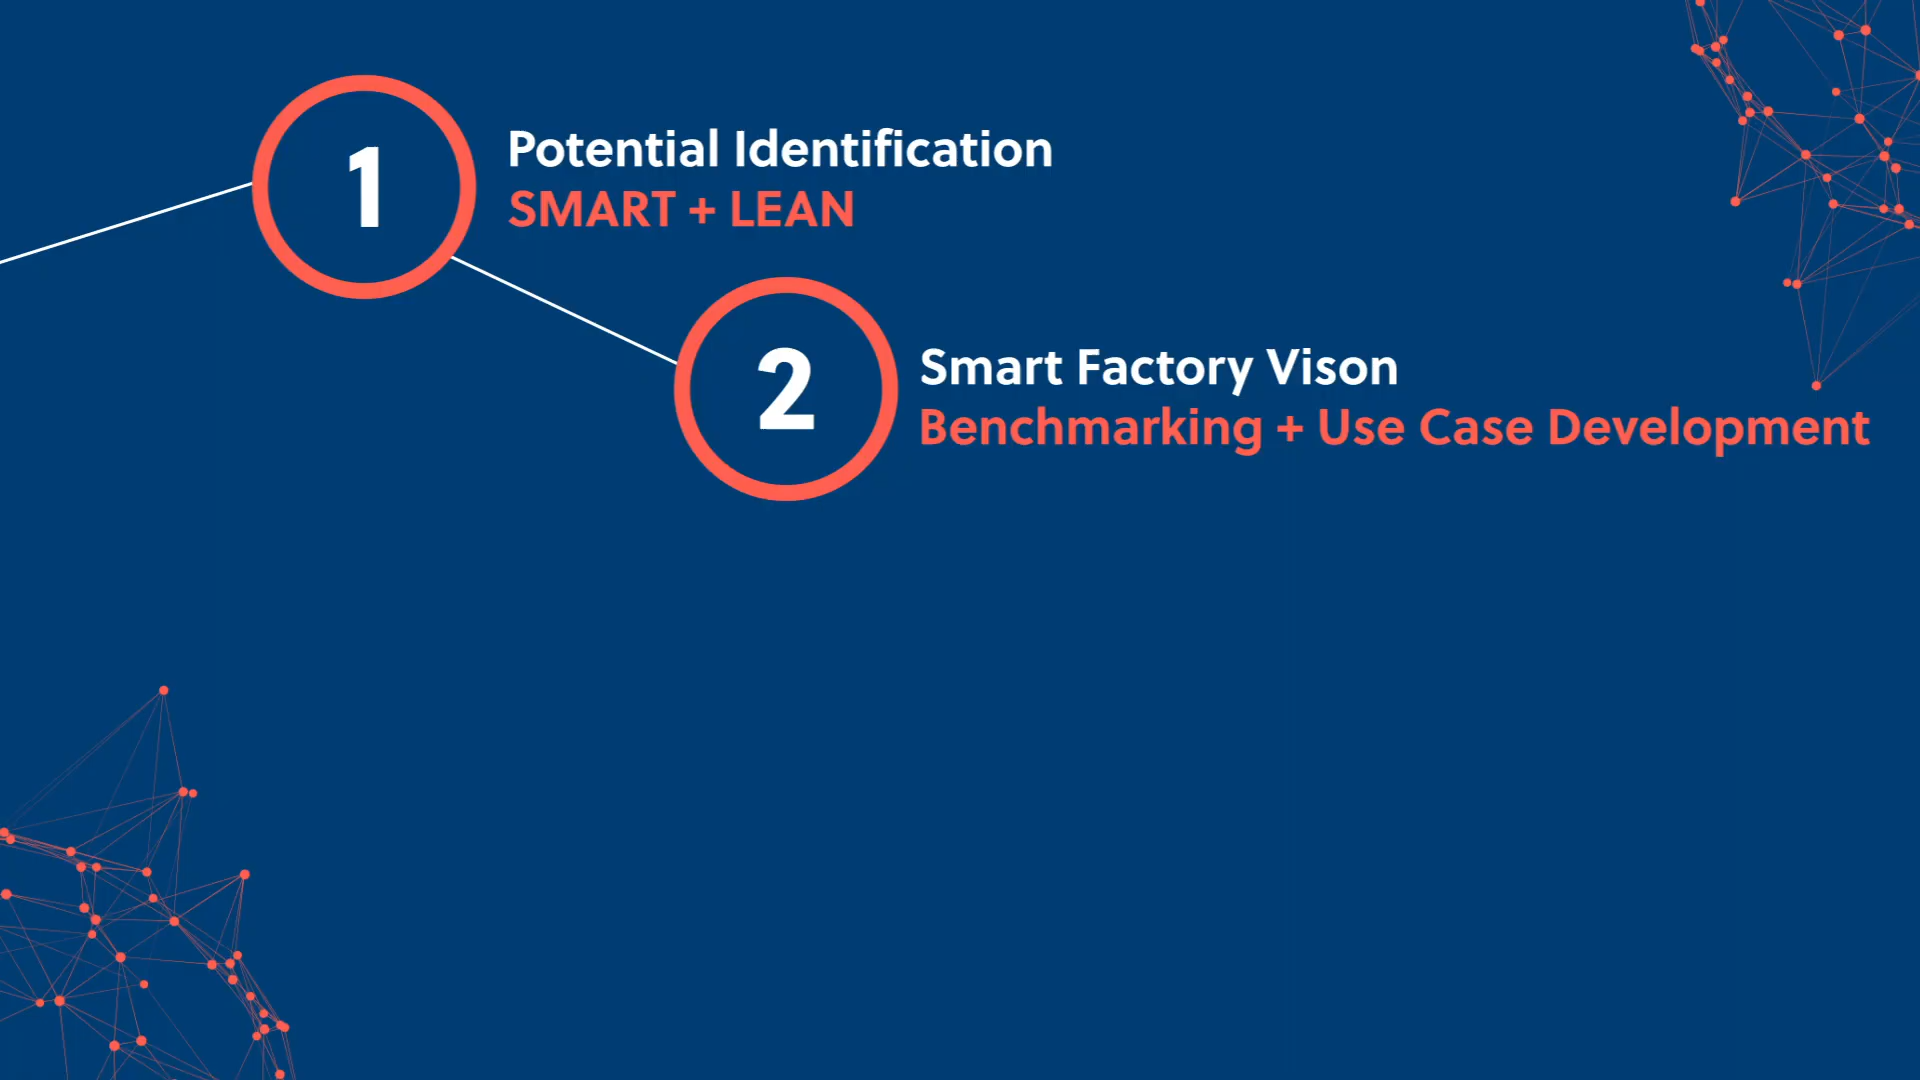 1
Potential Identification
SMART + LEAN
2
Smart Factory Vison
Benchmarking + Use Case Development